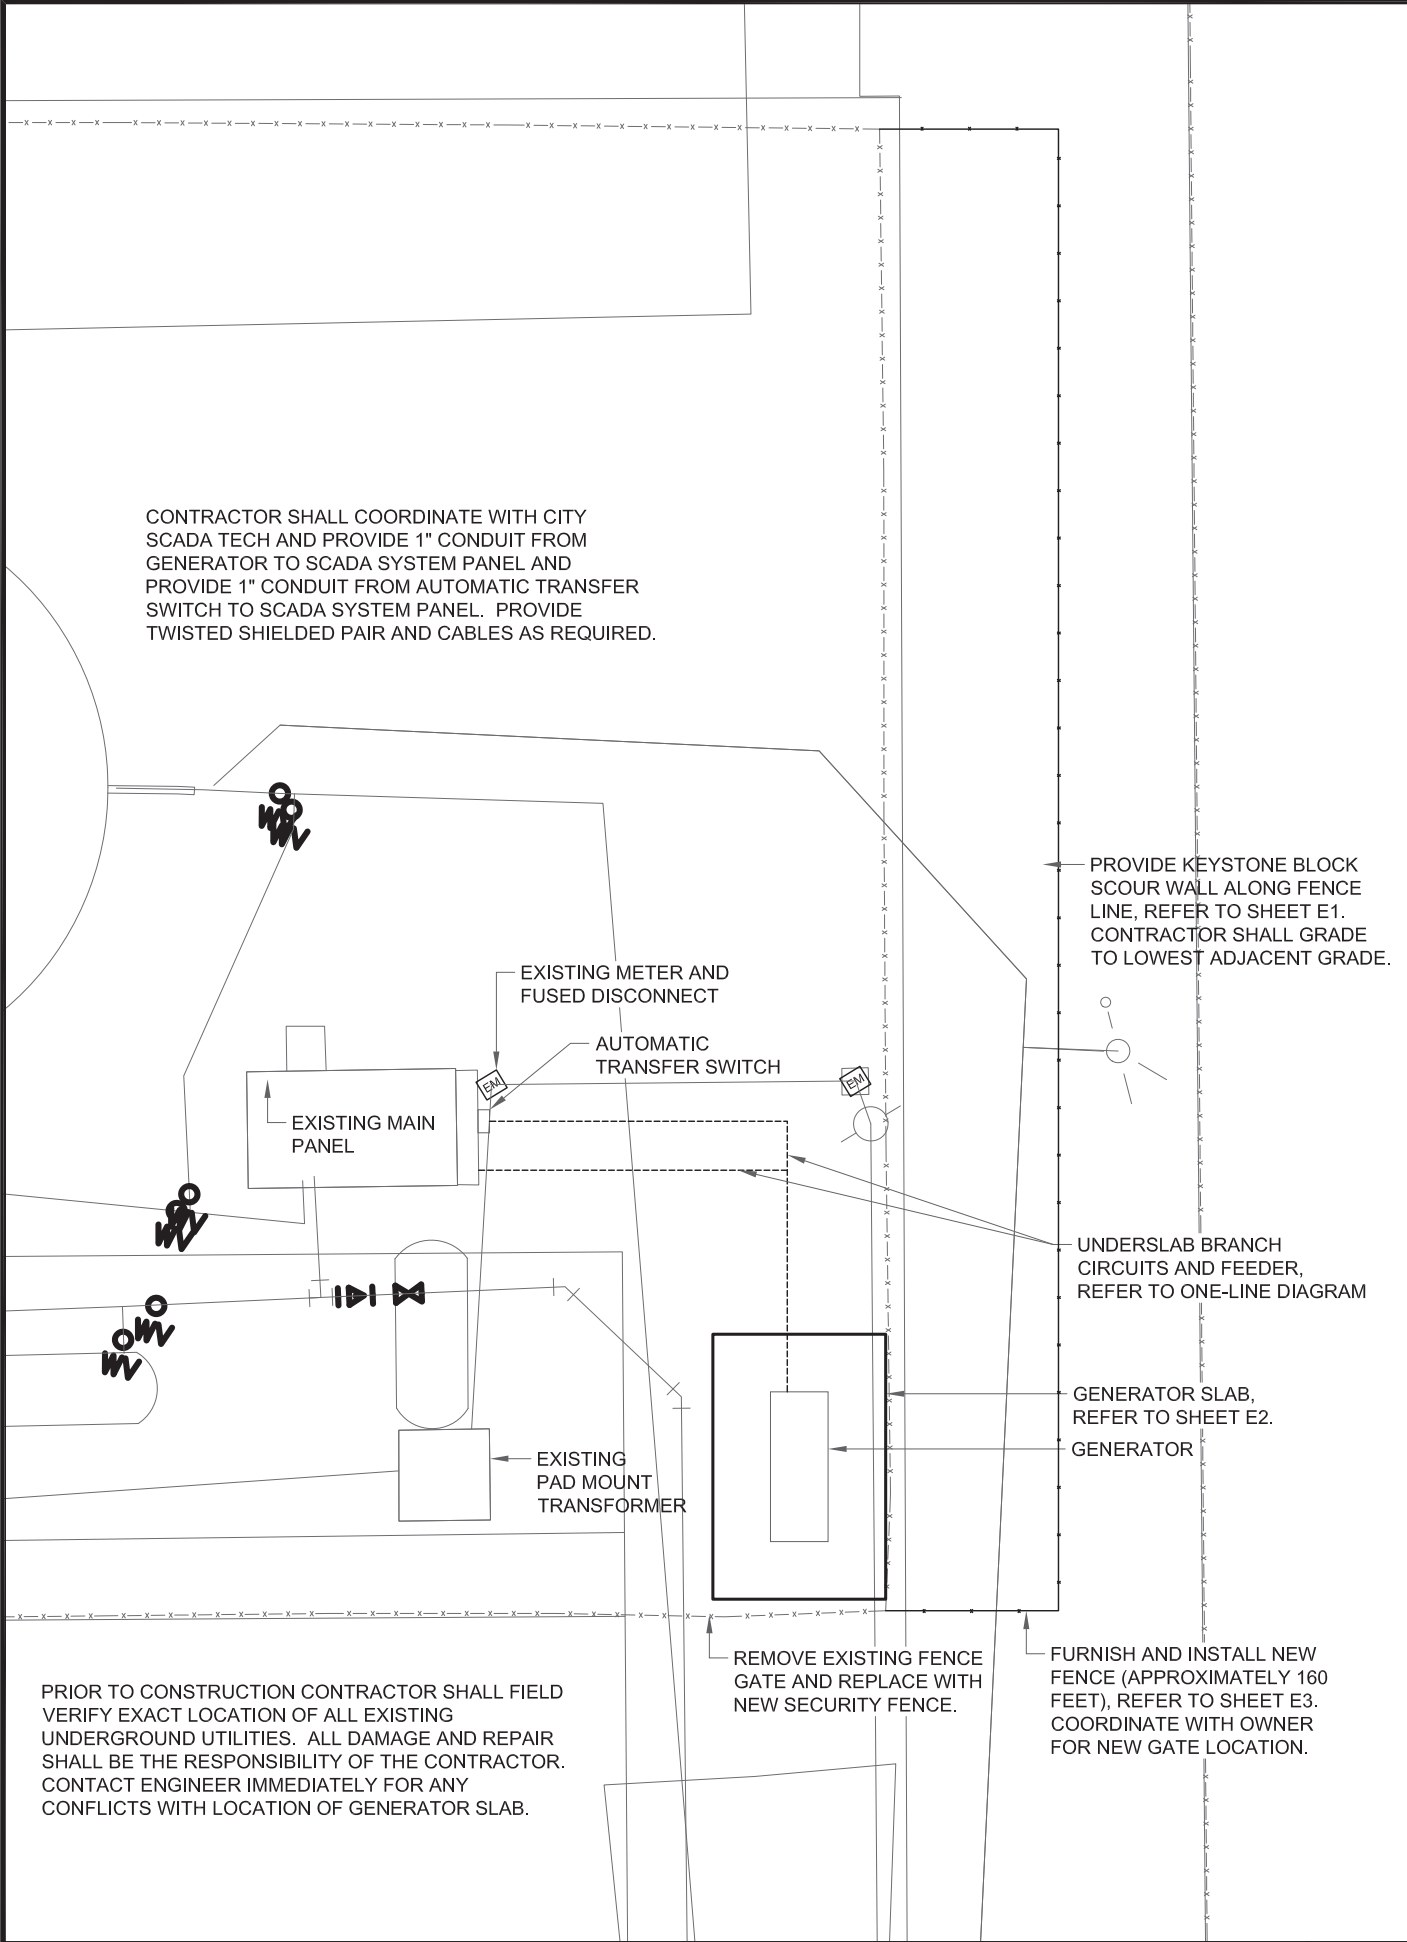 CONTRACTOR SHALL COORDINATE WITH CITY
SCADA TECH AND PROVIDE 1" CONDUIT FROM
GENERATOR TO SCADA SYSTEM PANEL AND
PROVIDE 1" CONDUIT FROM AUTOMATIC TRANSFER
SWITCH TO SCADA SYSTEM PANEL. PROVIDE
TWISTED SHIELDED PAIR AND CABLES AS REQUIRED.
WV
WV
PROVIDE KEYSTONE BLOCK
SCOUR WALL ALONG FENCE
LINE, REFER TO SHEET E1.
CONTRACTOR SHALL GRADE
TO LOWEST ADJACENT GRADE.
EXISTING METER AND
FUSED DISCONNECT
AUTOMATIC
TRANSFER SWITCH
EM
EM
EXISTING MAIN
PANEL
WV
WV
UNDERSLAB BRANCH
CIRCUITS AND FEEDER,
REFER TO ONE-LINE DIAGRAM
WV
WV
GENERATOR SLAB,
REFER TO SHEET E2.
GENERATOR
EXISTING
PAD MOUNT
TRANSFORMER
REMOVE EXISTING FENCE
GATE AND REPLACE WITH
NEW SECURITY FENCE.
FURNISH AND INSTALL NEW
FENCE (APPROXIMATELY 160
FEET), REFER TO SHEET E3.
COORDINATE WITH OWNER
FOR NEW GATE LOCATION.
PRIOR TO CONSTRUCTION CONTRACTOR SHALL FIELD
VERIFY EXACT LOCATION OF ALL EXISTING
UNDERGROUND UTILITIES. ALL DAMAGE AND REPAIR
SHALL BE THE RESPONSIBILITY OF THE CONTRACTOR.
CONTACT ENGINEER IMMEDIATELY FOR ANY
CONFLICTS WITH LOCATION OF GENERATOR SLAB.